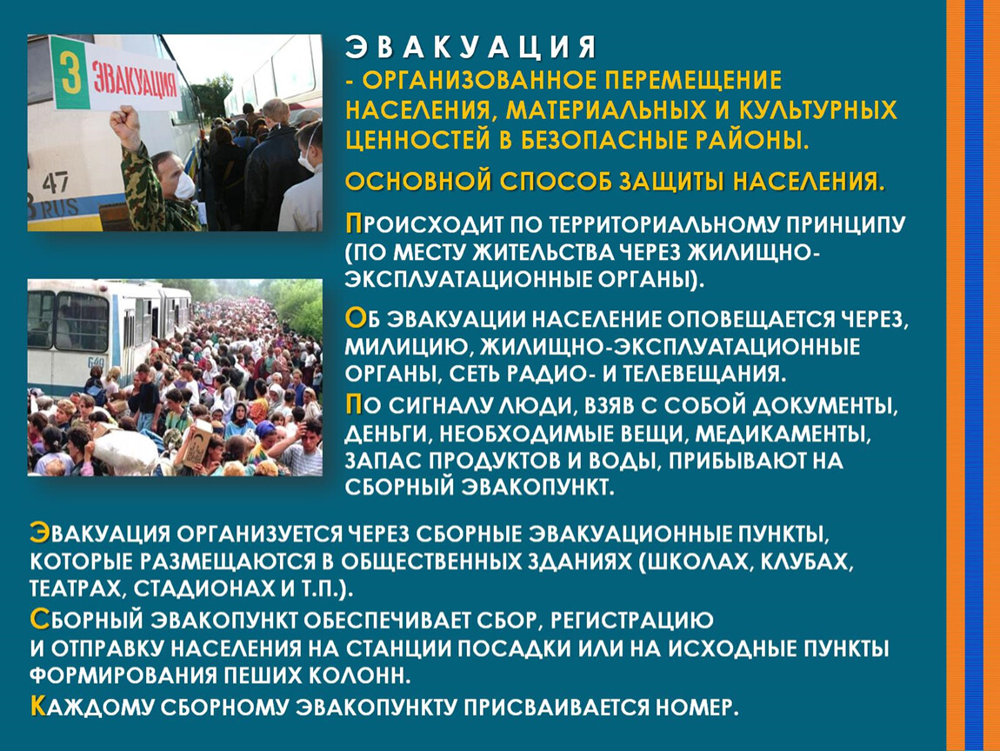 3 ЭВАКУАЦИЯ
47
RUS
640
Э В А К У А Ц И Я
- ОРГАНИЗОВАННОЕ ПЕРЕМЕЩЕНИЕ
НАСЕЛЕНИЯ, МАТЕРИАЛЬНЫХ И КУЛЬТУРНЫХ
ЦЕННОСТЕЙ В БЕЗОПАСНЫЕ РАЙОНЫ.
ОСНОВНОЙ СПОСОБ ЗАЩИТЫ НАСЕЛЕНИЯ.
ПРОИСХОДИТ ПО ТЕРРИТОРИАЛЬНОМУ ПРИНЦИПУ
(ПО МЕСТУ ЖИТЕЛЬСТВА ЧЕРЕЗ ЖИЛИЩНО-
ЭКСПЛУАТАЦИОННЫЕ ОРГАНЫ).
ОБ ЭВАКУАЦИИ НАСЕЛЕНИЕ ОПОВЕЩАЕТСЯ ЧЕРЕЗ,
МИЛИЦИЮ, ЖИЛИЩНО-ЭКСПЛУАТАЦИОННЫЕ
ОРГАНЫ, СЕТЬ РАДИО- И ТЕЛЕВЕЩАНИЯ.
ПО СИГНАЛУ ЛЮДИ, ВЗЯВ С СОБОЙ ДОКУМЕНТЫ,
ДЕНЬГИ, НЕОБХОДИМЫЕ ВЕЩИ, МЕДИКАМЕНТЫ,
ЗАПАС ПРОДУКТОВ И ВОДЫ, ПРИБЫВАЮТ НА
СБОРНЫЙ ЭВАКОПУНКТ.
ЭВАКУАЦИЯ ОРГАНИЗУЕТСЯ ЧЕРЕЗ СБОРНЫЕ ЭВАКУАЦИОННЫЕ ПУНКТЫ,
КОТОРЫЕ РАЗМЕЩАЮТСЯ В ОБЩЕСТВЕННЫХ ЗДАНИЯХ (ШКОЛАХ, КЛУБАХ,
ТЕАТРАХ, СТАДИОНАХ И Т.П.).
СБОРНЫЙ ЭВАКОПУНКТ ОБЕСПЕЧИВАЕТ СБОР, РЕГИСТРАЦИЮ
И ОТПРАВКУ НАСЕЛЕНИЯ НА СТАНЦИИ ПОСАДКИ ИЛИ НА ИСХОДНЫЕ ПУНКТЫ
ФОРМИРОВАНИЯ ПЕШИХ КОЛОНН.
КАЖДОМУ СБОРНОМУ ЭВАКОПУНКТУ ПРИСВАИВАЕТСЯ НОМЕР.